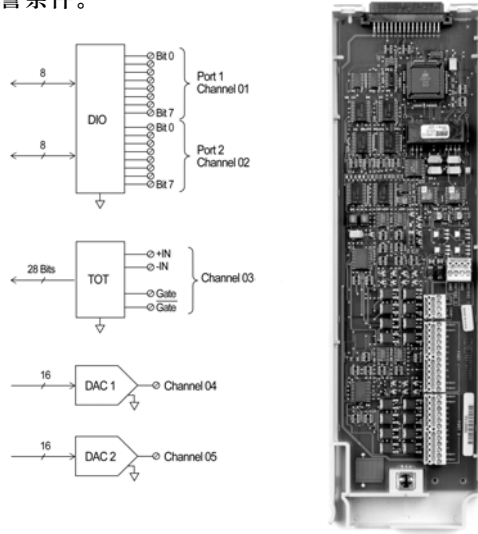 警条件。
8
DIO
Bit 0
Bit 7
Port 1
Channel 01
8
Bit 0
Bit 7
Port 2
Channel 02
28 Bits
TOT
+IN
-IN
Gate
Gate
Channel 03
16
DAC 1
Channel 04
16
DAC 2
Channel 05